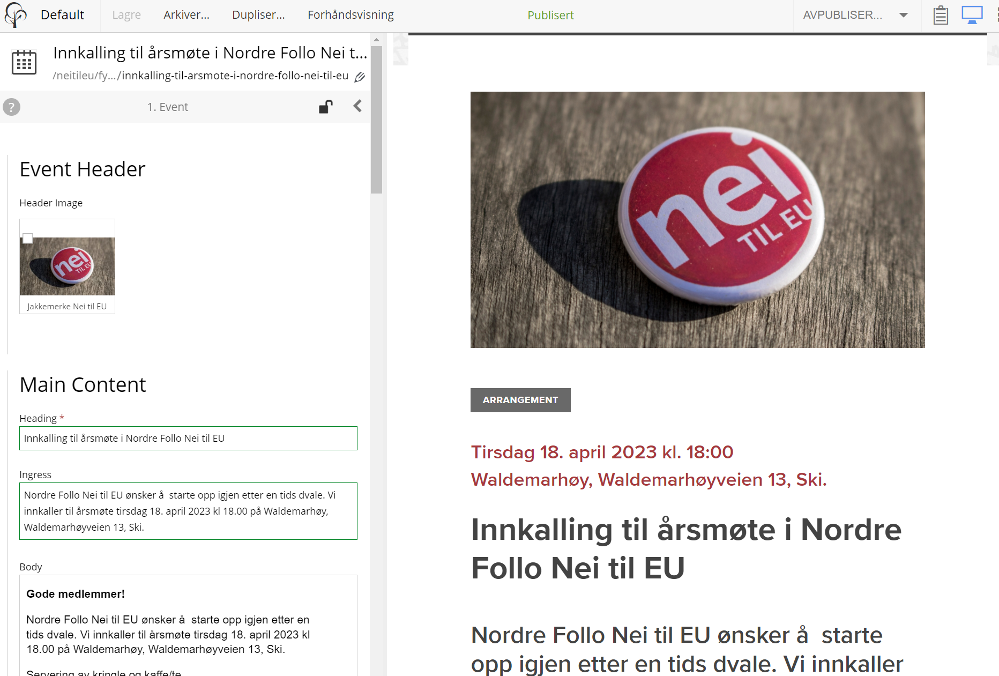 Default
Lagre
Arkiver...
Dupliser...
Forhåndsvisning
Publisert
AVPUBLISER...
Innkalling til årsmøte i Nordre Follo Nei t...
/neitileu/fy.../innkalling-til-arsmote-i-nordre-follo-nei-til-eu
?
1. Event
Event Header
Header Image
nei
TIL EU
Jakkemerke Nei til EU
Main Content
Heading *
Innkalling til årsmøte i Nordre Follo Nei til EU
Ingress
Nordre Follo Nei til EU ønsker å  starte opp igjen etter en tids dvale. Vi
innkaller til årsmøte tirsdag 18. april 2023 kl 18.00 på Waldemarhøy,
Waldemarhøyveien 13, Ski.
Body
Gode medlemmer!
Nordre Follo Nei til EU ønsker å  starte opp igjen etter en
tids dvale. Vi innkaller til årsmøte tirsdag 18. april 2023 kl
18.00 på Waldemarhøy, Waldemarhøyveien 13, Ski.
Servering av kringle og kaffe/te
nei
TIL EU
ARRANGEMENT
Tirsdag 18. april 2023 kl. 18:00
Waldemarhøy, Waldemarhøyveien 13, Ski.
Innkalling til årsmøte i Nordre
Follo Nei til EU
Nordre Follo Nei til EU ønsker å  starte
opp igjen etter en tids dvale. Vi innkaller